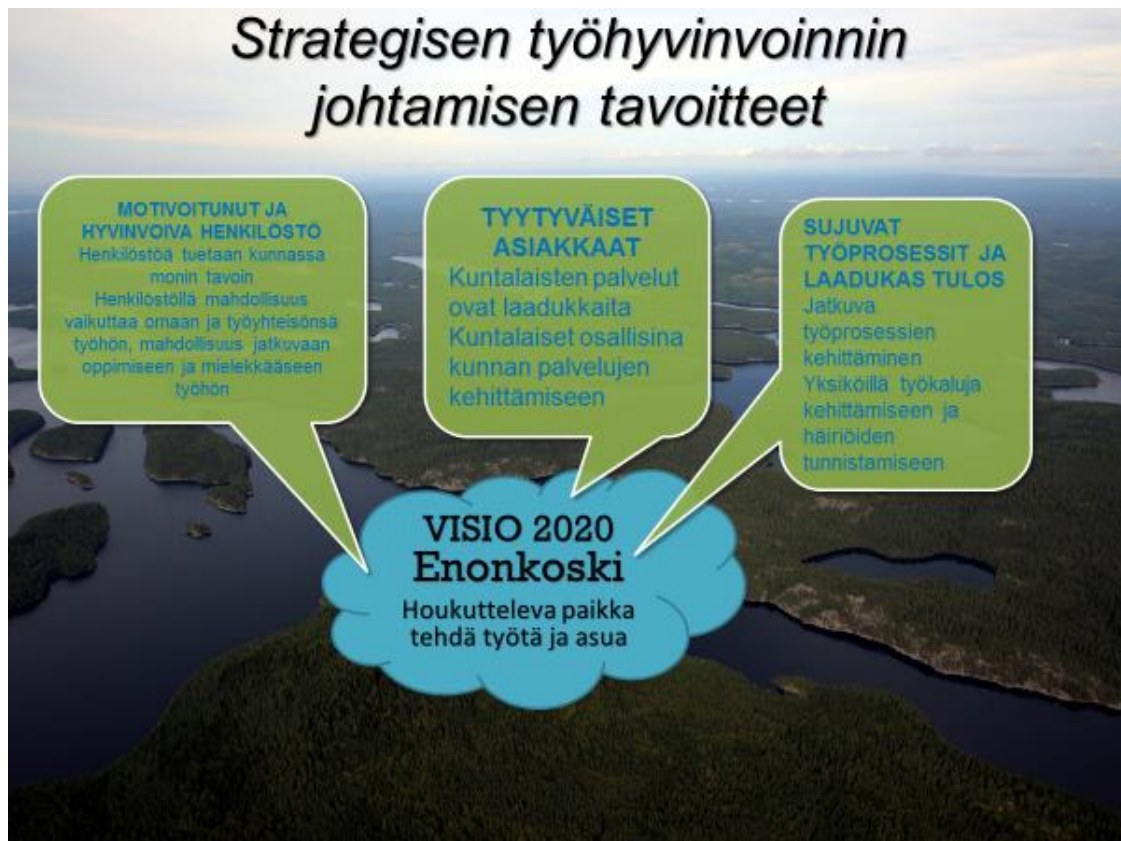 Strategisen työhyvinvoinnin
johtamisen tavoitteet
MOTIVOITUNUT JA
HYVINVOIVA HENKILÖSTÖ
Henkilöstöä tuetaan kunnassa
monin tavoin
Henkilöstöllä mahdollisuus
vaikuttaa omaan ja työyhteisönsä
työhön, mahdollisuus jatkuvaan
oppimiseen ja mielekkääseen
työhön
TYYTYVÄISET
ASIAKKAAT
Kuntalaisten palvelut
ovat laadukkaita
Kuntalaiset osallisina
kunnan palvelujen
kehittämiseen
SUJUVAT
TYÖPROSESSIT JA
LAADUKAS TULOS
Jatkuva
työprosessien
kehittäminen
Yksiköillä työkaluja
kehittämiseen ja
häiriöiden
tunnistamiseen
VISIO 2020
Enonkoski
Houkutteleva paikka
tehdä työtä ja asua